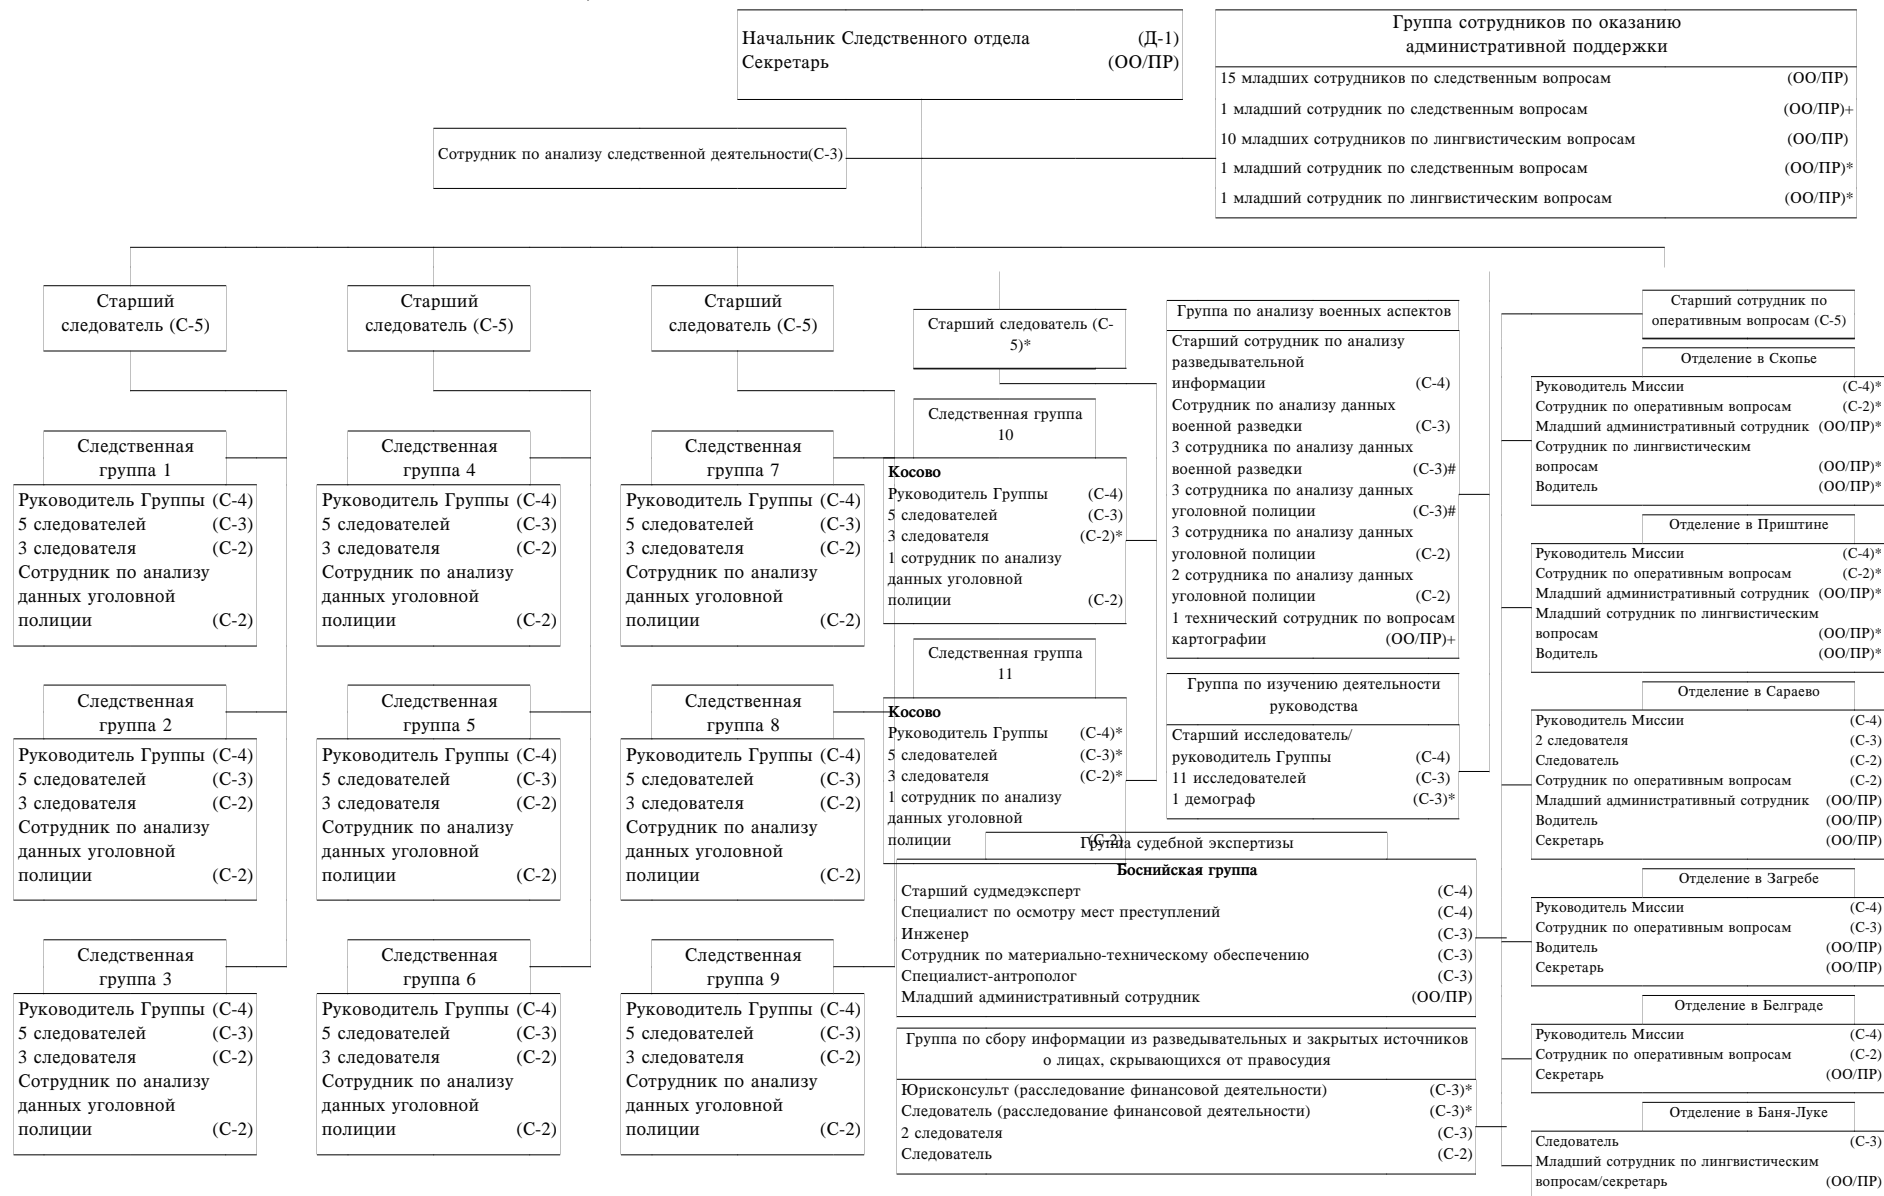 Начальник Следственного отдела (Д-1)
Секретарь (ОО/ПР)
Группа сотрудников по оказанию
административной поддержки
15 младших сотрудников по следственным вопросам (ОО/ПР)
1 младший сотрудник по следственным вопросам (ОО/ПР)+
10 младших сотрудников по лингвистическим вопросам (ОО/ПР)
1 младший сотрудник по следственным вопросам (ОО/ПР)*
1 младший сотрудник по лингвистическим вопросам (ОО/ПР)*
Сотрудник по анализу следственной деятельности(С-3)
Старший
следователь (С-5)
Следственная
группа 1
Руководитель Группы (С-4)
5 следователей (С-3)
3 следователя (С-2)
Сотрудник по анализу
данных уголовной
полиции (С-2)
Следственная
группа 2
Руководитель Группы (С-4)
5 следователей (С-3)
3 следователя (С-2)
Сотрудник по анализу
данных уголовной
полиции (С-2)
Следственная
группа 3
Руководитель Группы (С-4)
5 следователей (С-3)
3 следователя (С-2)
Сотрудник по анализу
данных уголовной
полиции (С-2)
Старший
следователь (С-5)
Следственная
группа 4
Руководитель Группы (С-4)
5 следователей (С-3)
3 следователя (С-2)
Сотрудник по анализу
данных уголовной
полиции (С-2)
Следственная
группа 5
Руководитель Группы (С-4)
5 следователей (С-3)
3 следователя (С-2)
Сотрудник по анализу
данных уголовной
полиции (С-2)
Следственная
группа 6
Руководитель Группы (С-4)
5 следователей (С-3)
3 следователя (С-2)
Сотрудник по анализу
данных уголовной
полиции (С-2)
Старший
следователь (С-5)
Следственная
группа 7
Руководитель Группы (С-4)
5 следователей (С-3)
3 следователя (С-2)
Сотрудник по анализу
данных уголовной
полиции (С-2)
Следственная
группа 8
Руководитель Группы (С-4)
5 следователей (С-3)
3 следователя (С-2)
Сотрудник по анализу
данных уголовной
полиции (С-2)
Следственная
группа 9
Руководитель Группы (С-4)
5 следователей (С-3)
3 следователя (С-2)
Сотрудник по анализу
данных уголовной
полиции (С-2)
Старший следователь (С-
5)*
Следственная группа
10
Косово
Руководитель Группы (С-4)
5 следователей (С-3)
3 следователя (С-2)*
1 сотрудник по анализу
данных уголовной
полиции (С-2)
Следственная группа
11
Косово
Руководитель Группы (С-4)*
5 следователей (С-3)*
3 следователя (С-2)*
1 сотрудник по анализу
данных уголовной
полиции (С-2)
Группа по анализу военных аспектов
Старший сотрудник по анализу
разведывательной
информации (С-4)
Сотрудник по анализу данных
военной разведки (С-3)
3 сотрудника по анализу данных
военной разведки (С-3)#
3 сотрудника по анализу данных
уголовной полиции (С-3)#
3 сотрудника по анализу данных
уголовной полиции (С-2)
2 сотрудника по анализу данных
уголовной полиции (С-2)
1 технический сотрудник по вопросам
картографии (ОО/ПР)+
Группа по изучению деятельности
руководства
Старший исследователь/
руководитель Группы (С-4)
11 исследователей (С-3)
1 демограф (С-3)*
Группа судебной экспертизы
Боснийская группа
Старший судмедэксперт (С-4)
Специалист по осмотру мест преступлений (С-4)
Инженер (С-3)
Сотрудник по материально-техническому обеспечению (С-3)
Специалист-антрополог (С-3)
Младший административный сотрудник (ОО/ПР)
Группа по сбору информации из разведывательных и закрытых источников
о лицах, скрывающихся от правосудия
Юрисконсульт (расследование финансовой деятельности) (С-3)*
Следователь (расследование финансовой деятельности) (С-3)*
2 следователя (С-3)
Следователь (С-2)
Старший сотрудник по
оперативным вопросам (С-5)
Отделение в Скопье
Руководитель Миссии (С-4)*
Сотрудник по оперативным вопросам (С-2)*
Младший административный сотрудник (ОО/ПР)*
Сотрудник по лингвистическим
вопросам (ОО/ПР)*
Водитель (ОО/ПР)*
Отделение в Приштине
Руководитель Миссии (С-4)*
Сотрудник по оперативным вопросам (С-2)*
Младший административный сотрудник (ОО/ПР)*
Младший сотрудник по лингвистическим
вопросам (ОО/ПР)*
Водитель (ОО/ПР)*
Отделение в Сараево
Руководитель Миссии (С-4)
2 следователя (С-3)
Следователь (С-2)
Сотрудник по оперативным вопросам (С-2)
Младший административный сотрудник (ОО/ПР)
Водитель (ОО/ПР)
Секретарь (ОО/ПР)
Отделение в Загребе
Руководитель Миссии (С-4)
Сотрудник по оперативным вопросам (С-3)
Водитель (ОО/ПР)
Секретарь (ОО/ПР)
Отделение в Белграде
Руководитель Миссии (С-4)
Сотрудник по оперативным вопросам (С-2)
Секретарь (ОО/ПР)
Отделение в Баня-Луке
Следователь (С-3)
Младший сотрудник по лингвистическим
вопросам/секретарь (ОО/ПР)